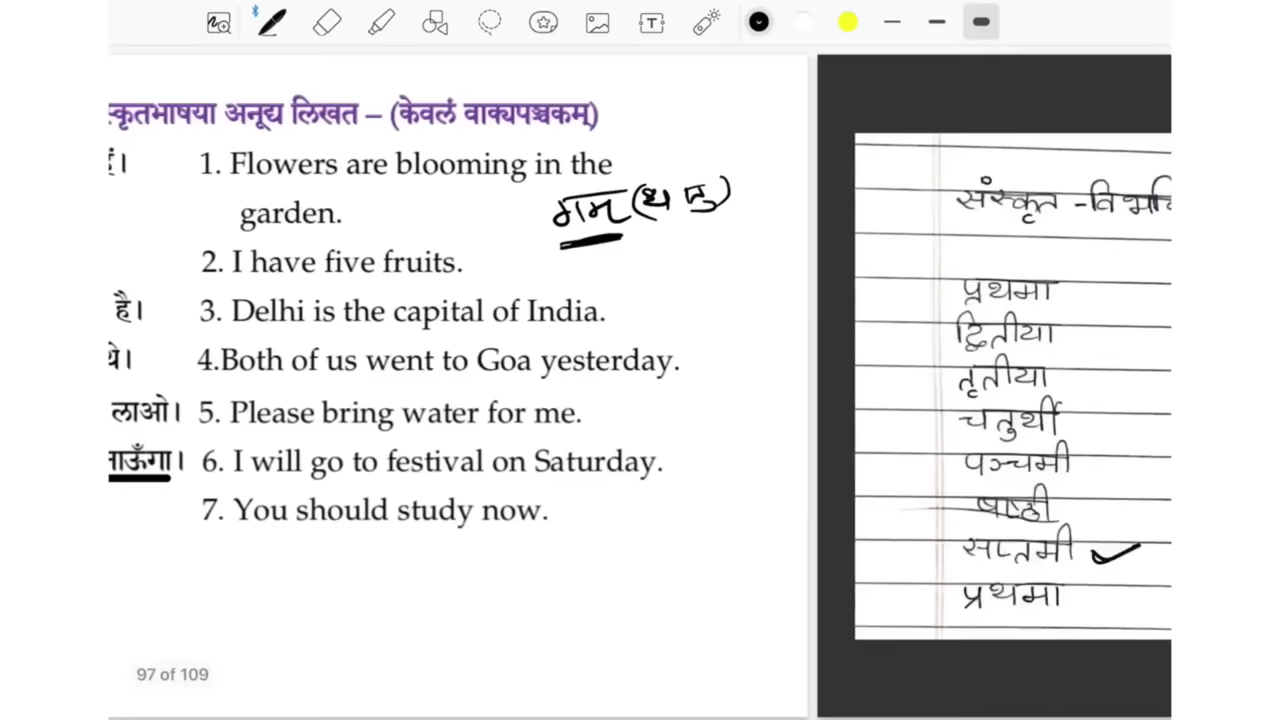 स्कृतभाषया अनूद्य लिखत – (केवलं वाक्यपञ्चकम्)
हैं।
1. Flowers are blooming in the
garden.
गम् (धातु)
2. I have five fruits.
है।
3. Delhi is the capital of India.
थे।
4.Both of us went to Goa yesterday.
लाओ।
5. Please bring water for me.
जाऊँगा।
6. I will go to festival on Saturday.
7. You should study now.
97 of 109
संस्कृत - विभक्ति
प्रथमा
द्वितीया
तृतीया
चतुर्थी
पञ्चमी
षष्ठी
सप्तमी
प्रथमा